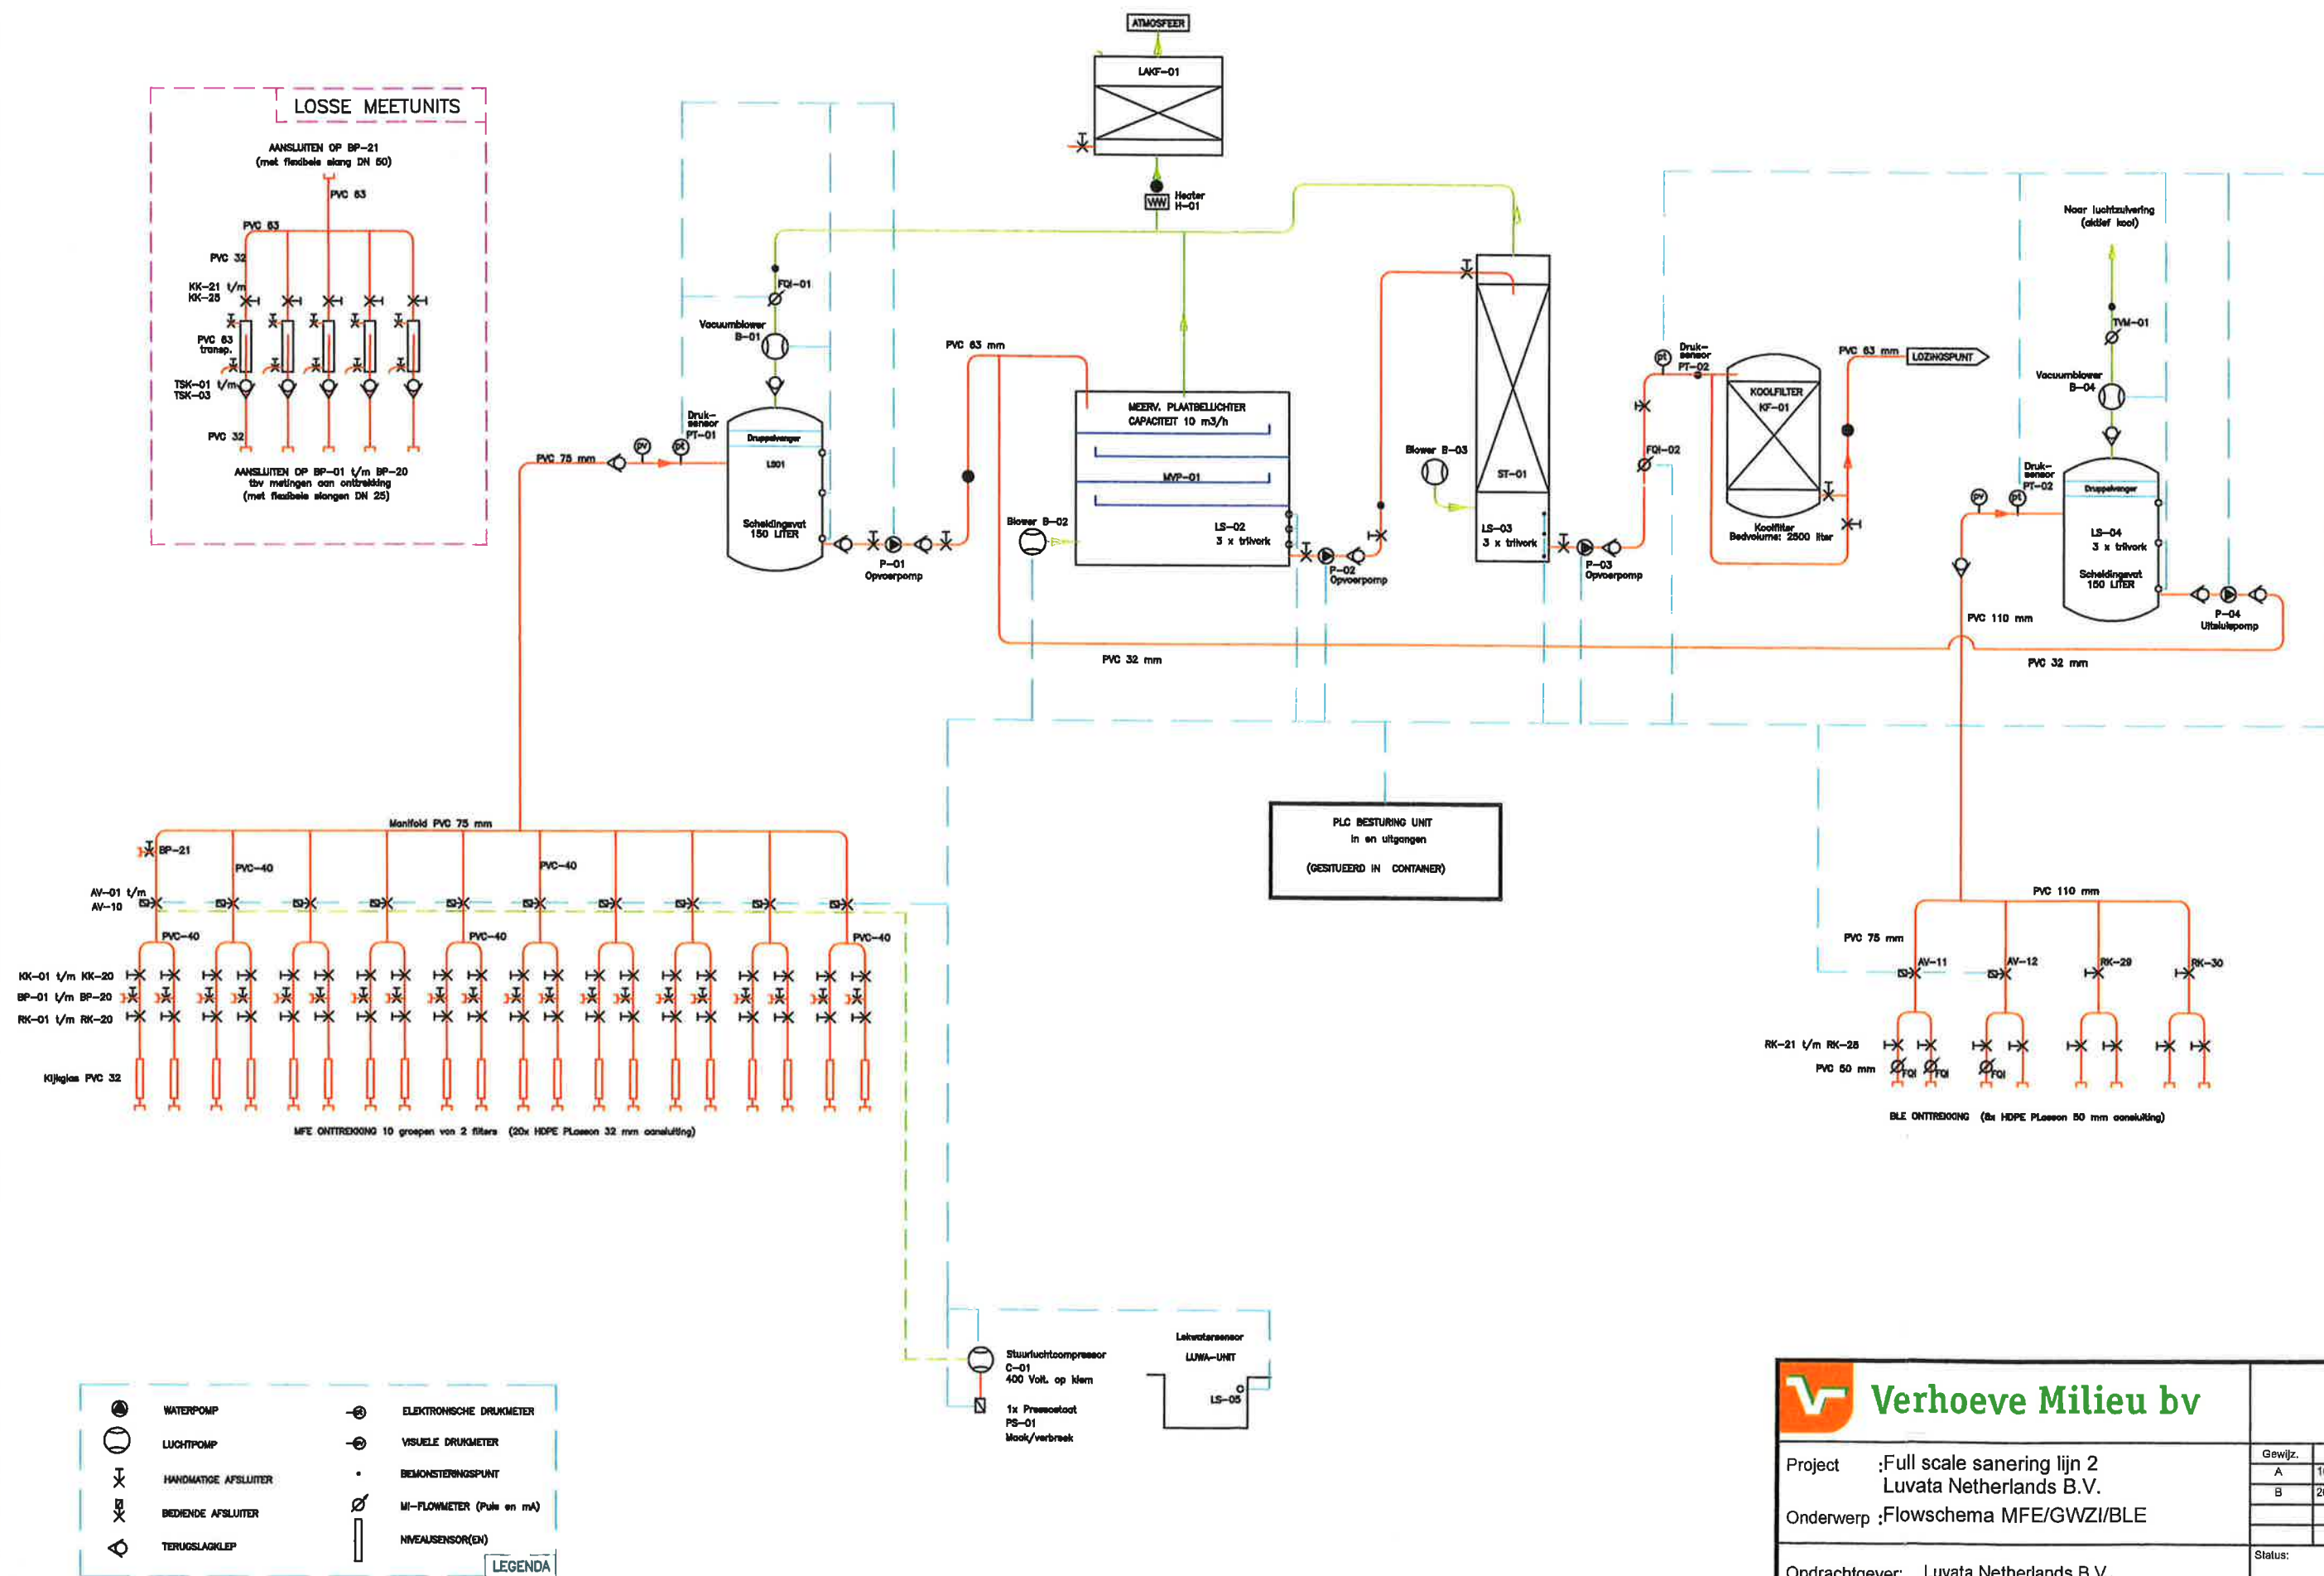 ATMOSFEER
LAKF-01
Heater
H-01
LOSSE MEETUNITS
AANSLUITEN OP BP-21
(met flexibele slang DN 50)
PVC 63
PVC 63
PVC 32
KK-21 t/m
KK-25
PVC 63
transp.
TSK-01 t/m
TSK-03
PVC 32
AANSLUITEN OP BP-01 t/m BP-20
tbv metingen aan onttrekking
(met flexibele slangen DN 25)
FQI-01
Vacuumblower
B-01
Druk-
sensor
PT-01
pv
pt
PVC 75 mm
Druppelvanger
LS01
Scheidingsvat
150 LITER
P-01
Opvoerpomp
PVC 63 mm
MEERV. PLAATBELUCHTER
CAPACITEIT 10 m3/h
MVP-01
LS-02
3 x trilvork
Blower B-02
P-02
Opvoerpomp
Blower B-03
ST-01
LS-03
3 x trilvork
P-03
Opvoerpomp
pt
Druk-
sensor
PT-02
FQI-02
KOOLFILTER
KF-01
Koolfilter
Bedvolume: 2500 liter
PVC 63 mm
LOZINGSPUNT
Naar luchtzuivering
(aktief kool)
TVM-01
Vacuumblower
B-04
Druk-
sensor
PT-02
pv
pt
Druppelvanger
LS-04
3 x trilvork
Scheidingsvat
150 LITER
P-04
Uitsluispomp
PVC 110 mm
PVC 32 mm
PVC 32 mm
PLC BESTURING UNIT
in en uitgangen
(GESITUEERD IN CONTAINER)
Manifold PVC 75 mm
BP-21
PVC-40
PVC-40
AV-01 t/m
AV-10
PVC-40
PVC-40
PVC-40
KK-01 t/m KK-20
BP-01 t/m BP-20
RK-01 t/m RK-20
Kijkglas PVC 32
MFE ONTTREKKING 10 groepen van 2 filters (20x HDPE PLasson 32 mm aansluiting)
PVC 110 mm
PVC 75 mm
AV-11
AV-12
RK-29
RK-30
RK-21 t/m RK-28
PVC 50 mm
FQI
FQI
FQI
BLE ONTTREKKING (8x HDPE PLasson 50 mm aansluiting)
Stuurluchtcompressor
C-01
400 Volt. op klem
1x Pressostaat
PS-01
Maak/verbreek
Lekwatersensor
LUWA-UNIT
LS-05
WATERPOMP
LUCHTPOMP
HANDMATIGE AFSLUITER
BEDIENDE AFSLUITER
TERUGSLAGKLEP
pt
ELEKTRONISCHE DRUKMETER
pv
VISUELE DRUKMETER
BEMONSTERINGSPUNT
MI-FLOWMETER (Puls en mA)
NIVEAUSENSOR(EN)
LEGENDA
Verhoeve Milieu bv
Project :Full scale sanering lijn 2
Luvata Netherlands B.V.
Onderwerp :Flowschema MFE/GWZI/BLE
Opdrachtgever: Luvata Netherlands B.V.
Gewijz.
A
B
Status: